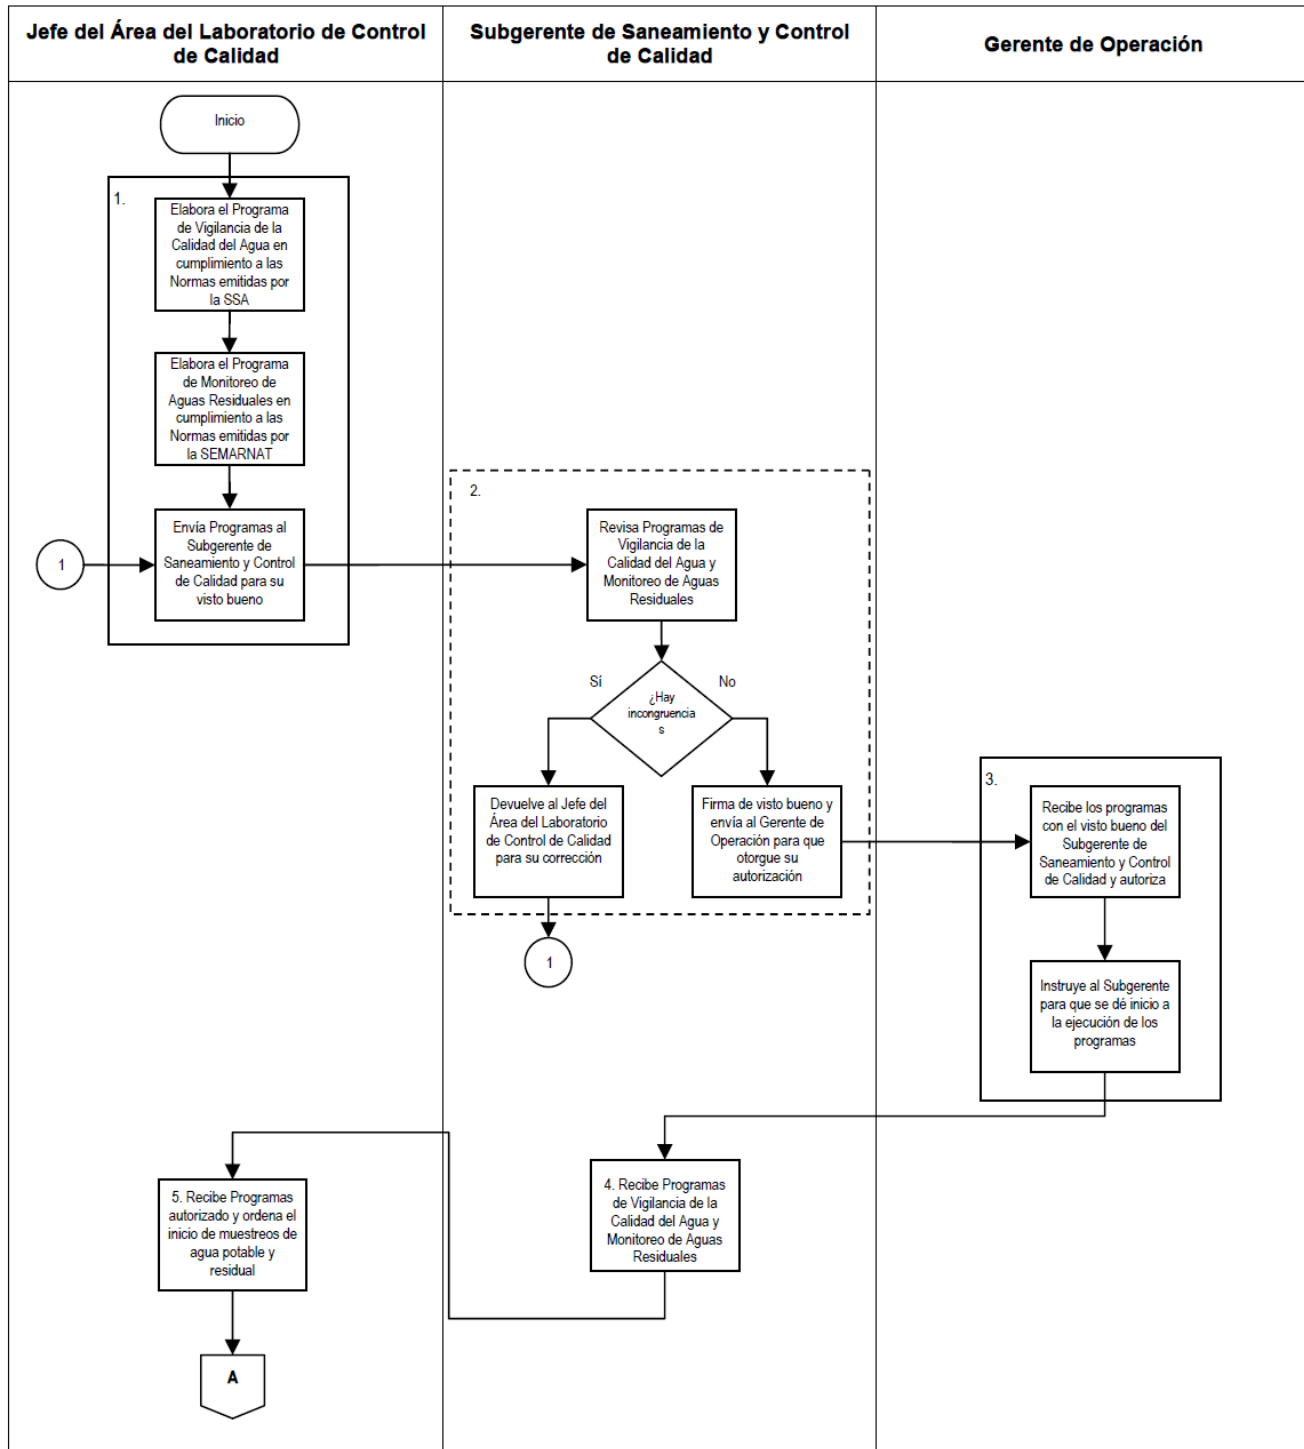 Jefe del Área del Laboratorio de Control
de Calidad
Subgerente de Saneamiento y Control
de Calidad
Gerente de Operación
Inicio
1.
Elabora el Programa
de Vigilancia de la
Calidad del Agua en
cumplimiento a las
Normas emitidas por
la SSA
Elabora el Programa
de Monitoreo de
Aguas Residuales en
cumplimiento a las
Normas emitidas por
la SEMARNAT
1
Envía Programas al
Subgerente de
Saneamiento y Control
de Calidad para su
visto bueno
2.
Revisa Programas de
Vigilancia de la
Calidad del Agua y
Monitoreo de Aguas
Residuales
Sí
No
¿Hay
incongruencia
s
Devuelve al Jefe del
Área del Laboratorio
de Control de Calidad
para su corrección
Firma de visto bueno y
envía al Gerente de
Operación para que
otorgue su
autorización
1
3.
Recibe los programas
con el visto bueno del
Subgerente de
Saneamiento y Control
de Calidad y autoriza
Instruye al Subgerente
para que se dé inicio a
la ejecución de los
programas
4. Recibe Programas
de Vigilancia de la
Calidad del Agua y
Monitoreo de Aguas
Residuales
5. Recibe Programas
autorizado y ordena el
inicio de muestreos de
agua potable y
residual
A